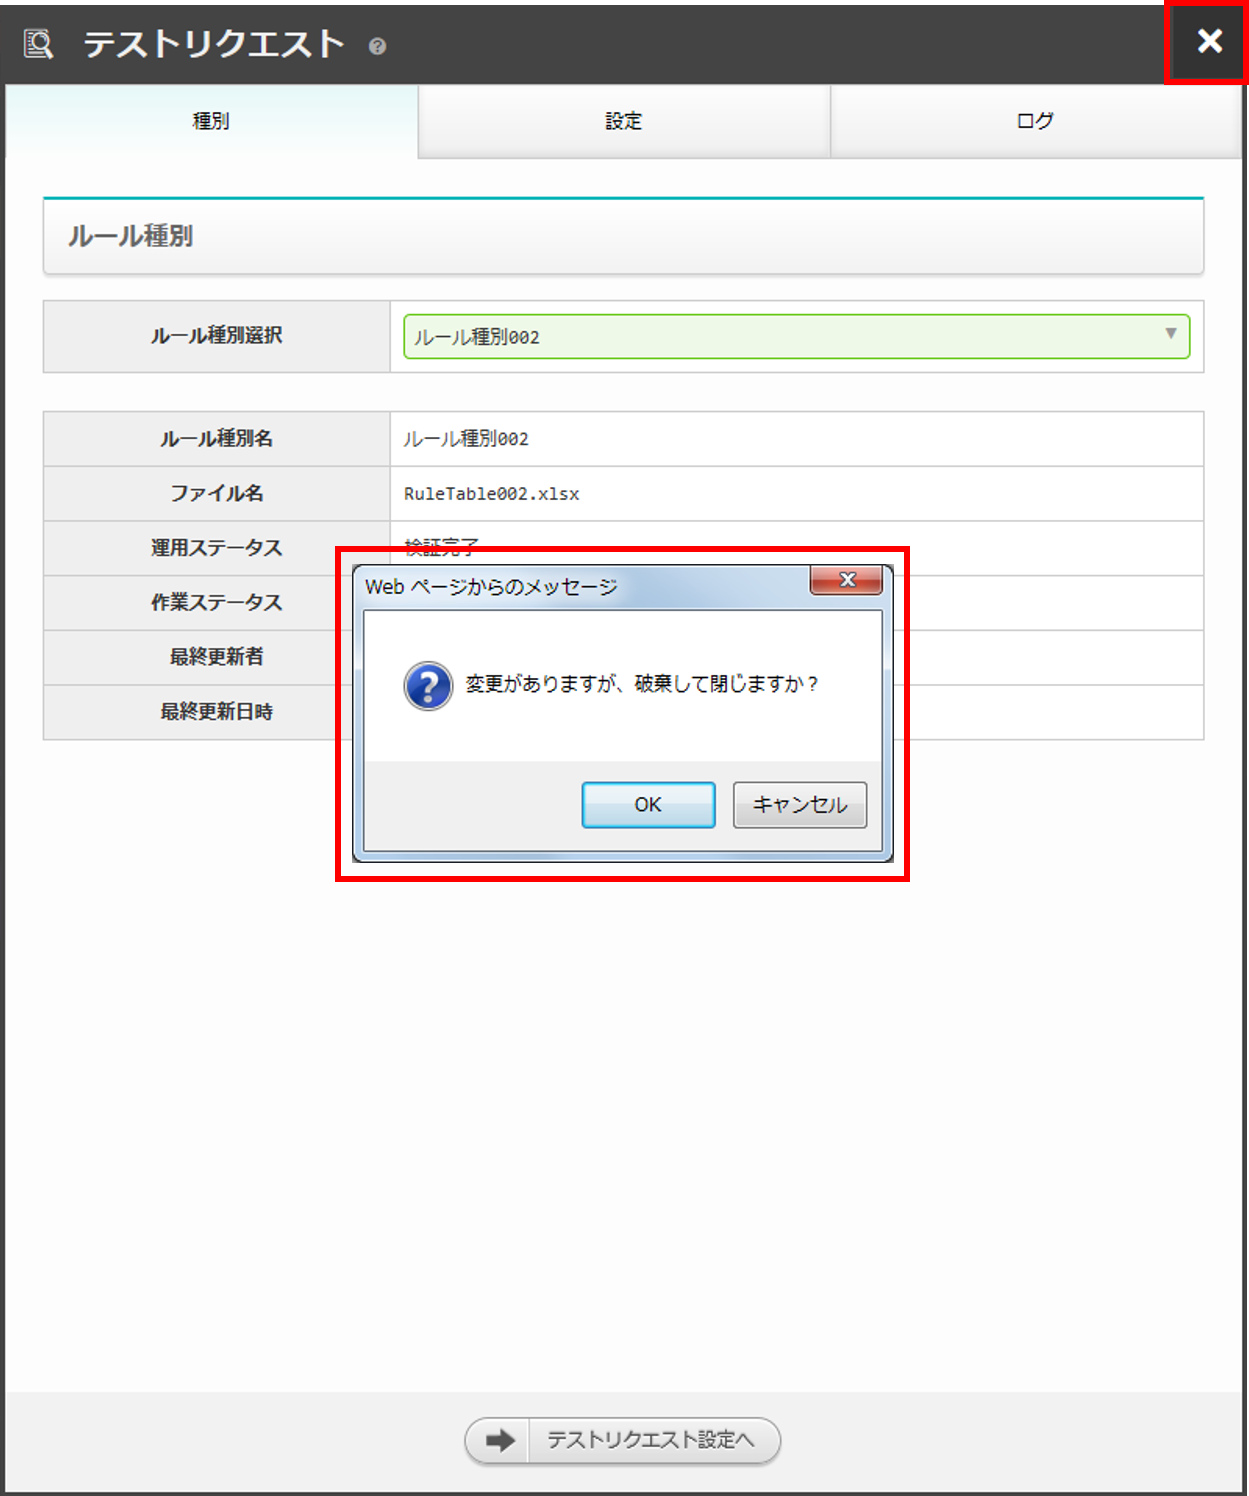 テストリクエスト
種別
設定
ログ
ルール種別
ルール種別選択
ルール種別002
ルール種別名
ルール種別002
ファイル名
RuleTable002.xlsx
運用ステータス
検証完了
作業ステータス
最終更新者
最終更新日時
Web ページからのメッセージ
変更がありますが、破棄して閉じますか？
OK
キャンセル
テストリクエスト設定へ